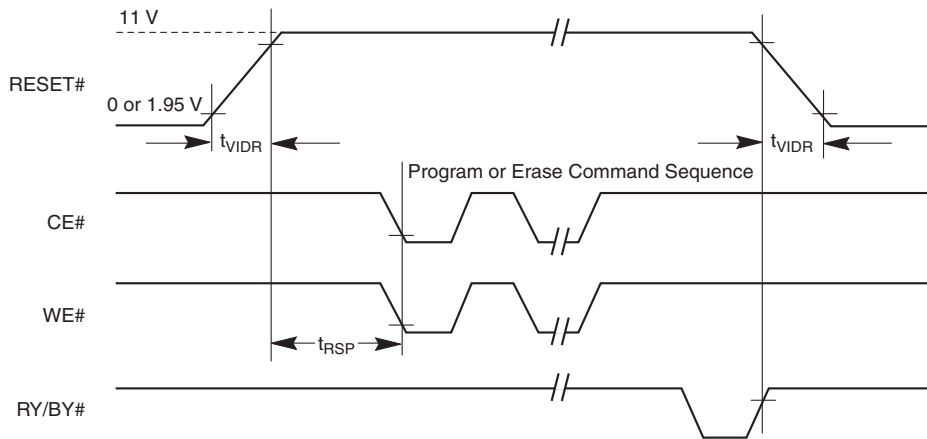 11 V
RESET#
0 or 1.95 V
tVIDR
tVIDR
Program or Erase Command Sequence
CE#
WE#
tRSP
RY/BY#